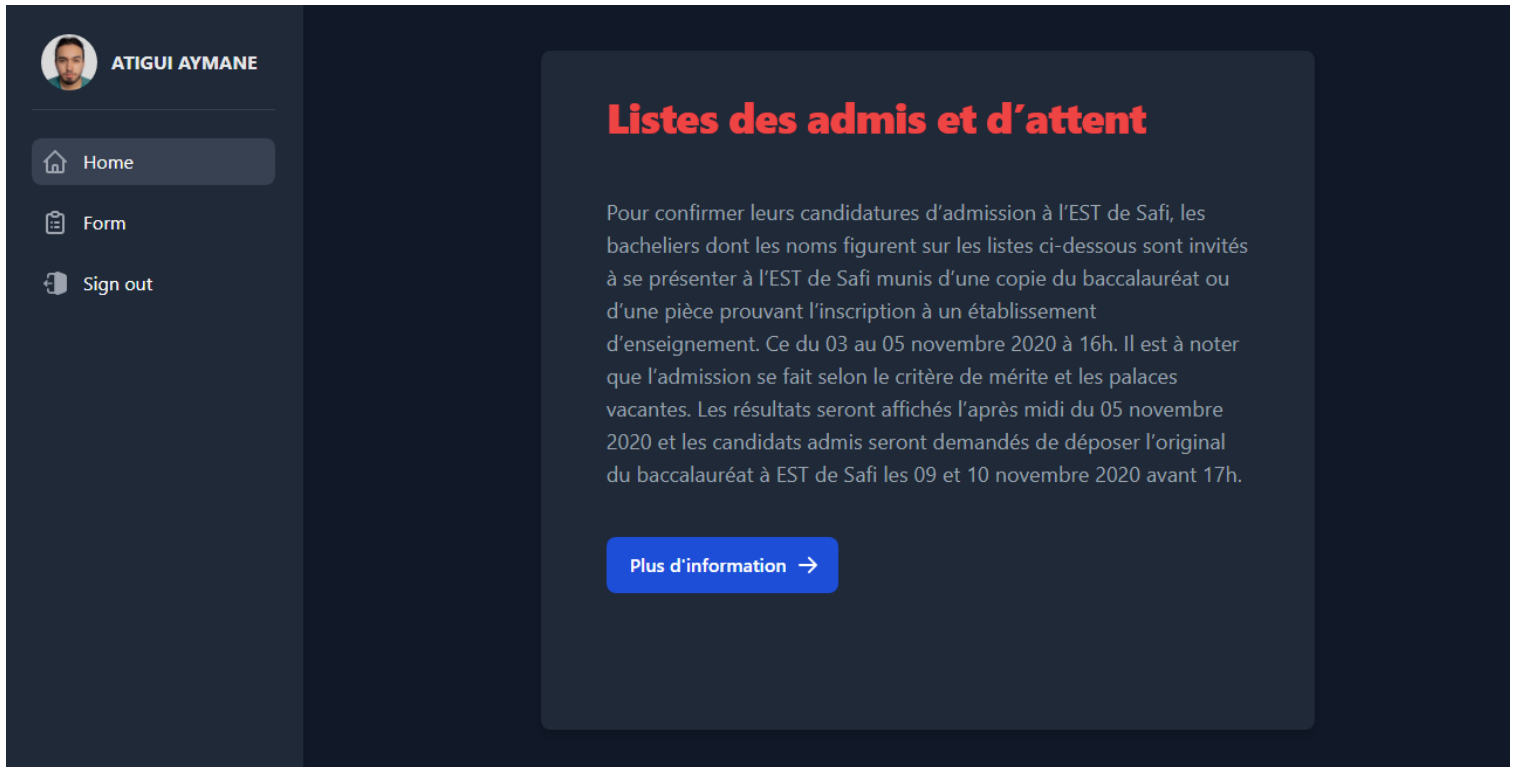 ATIGUI AYMANE
Home
Form
Sign out
Listes des admis et d´attent
Pour confirmer leurs candidatures d’admission à l’EST de Safi, les
bacheliers dont les noms figurent sur les listes ci-dessous sont invités
à se présenter à l’EST de Safi munis d’une copie du baccalauréat ou
d’une pièce prouvant l’inscription à un établissement
d’enseignement. Ce du 03 au 05 novembre 2020 à 16h. Il est à noter
que l’admission se fait selon le critère de mérite et les palaces
vacantes. Les résultats seront affichés l’après midi du 05 novembre
2020 et les candidats admis seront demandés de déposer l’original
du baccalauréat à EST de Safi les 09 et 10 novembre 2020 avant 17h.
Plus d'information →